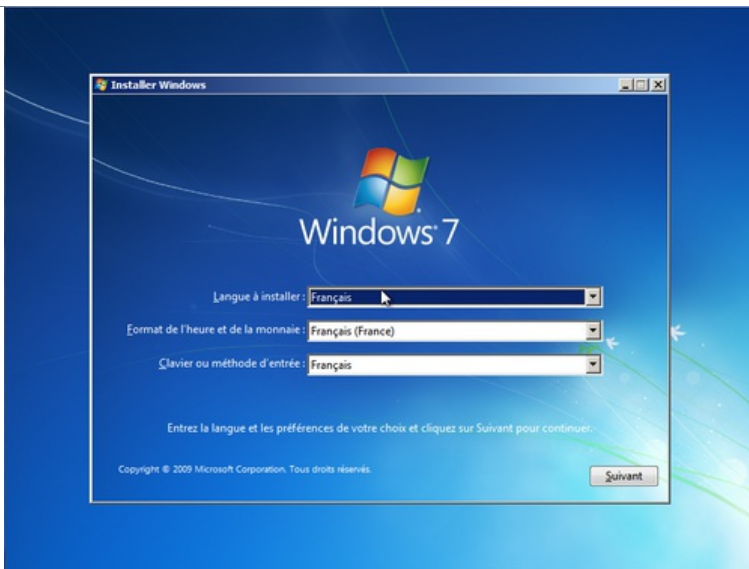 Installer Windows
Windows 7
Langue à installer : Français
Format de l'heure et de la monnaie : Français (France)
Clavier ou méthode d'entrée : Français
Entrez la langue et les préférences de votre choix et cliquez sur Suivant pour continuer.
Copyright © 2009 Microsoft Corporation. Tous droits réservés.
Suivant